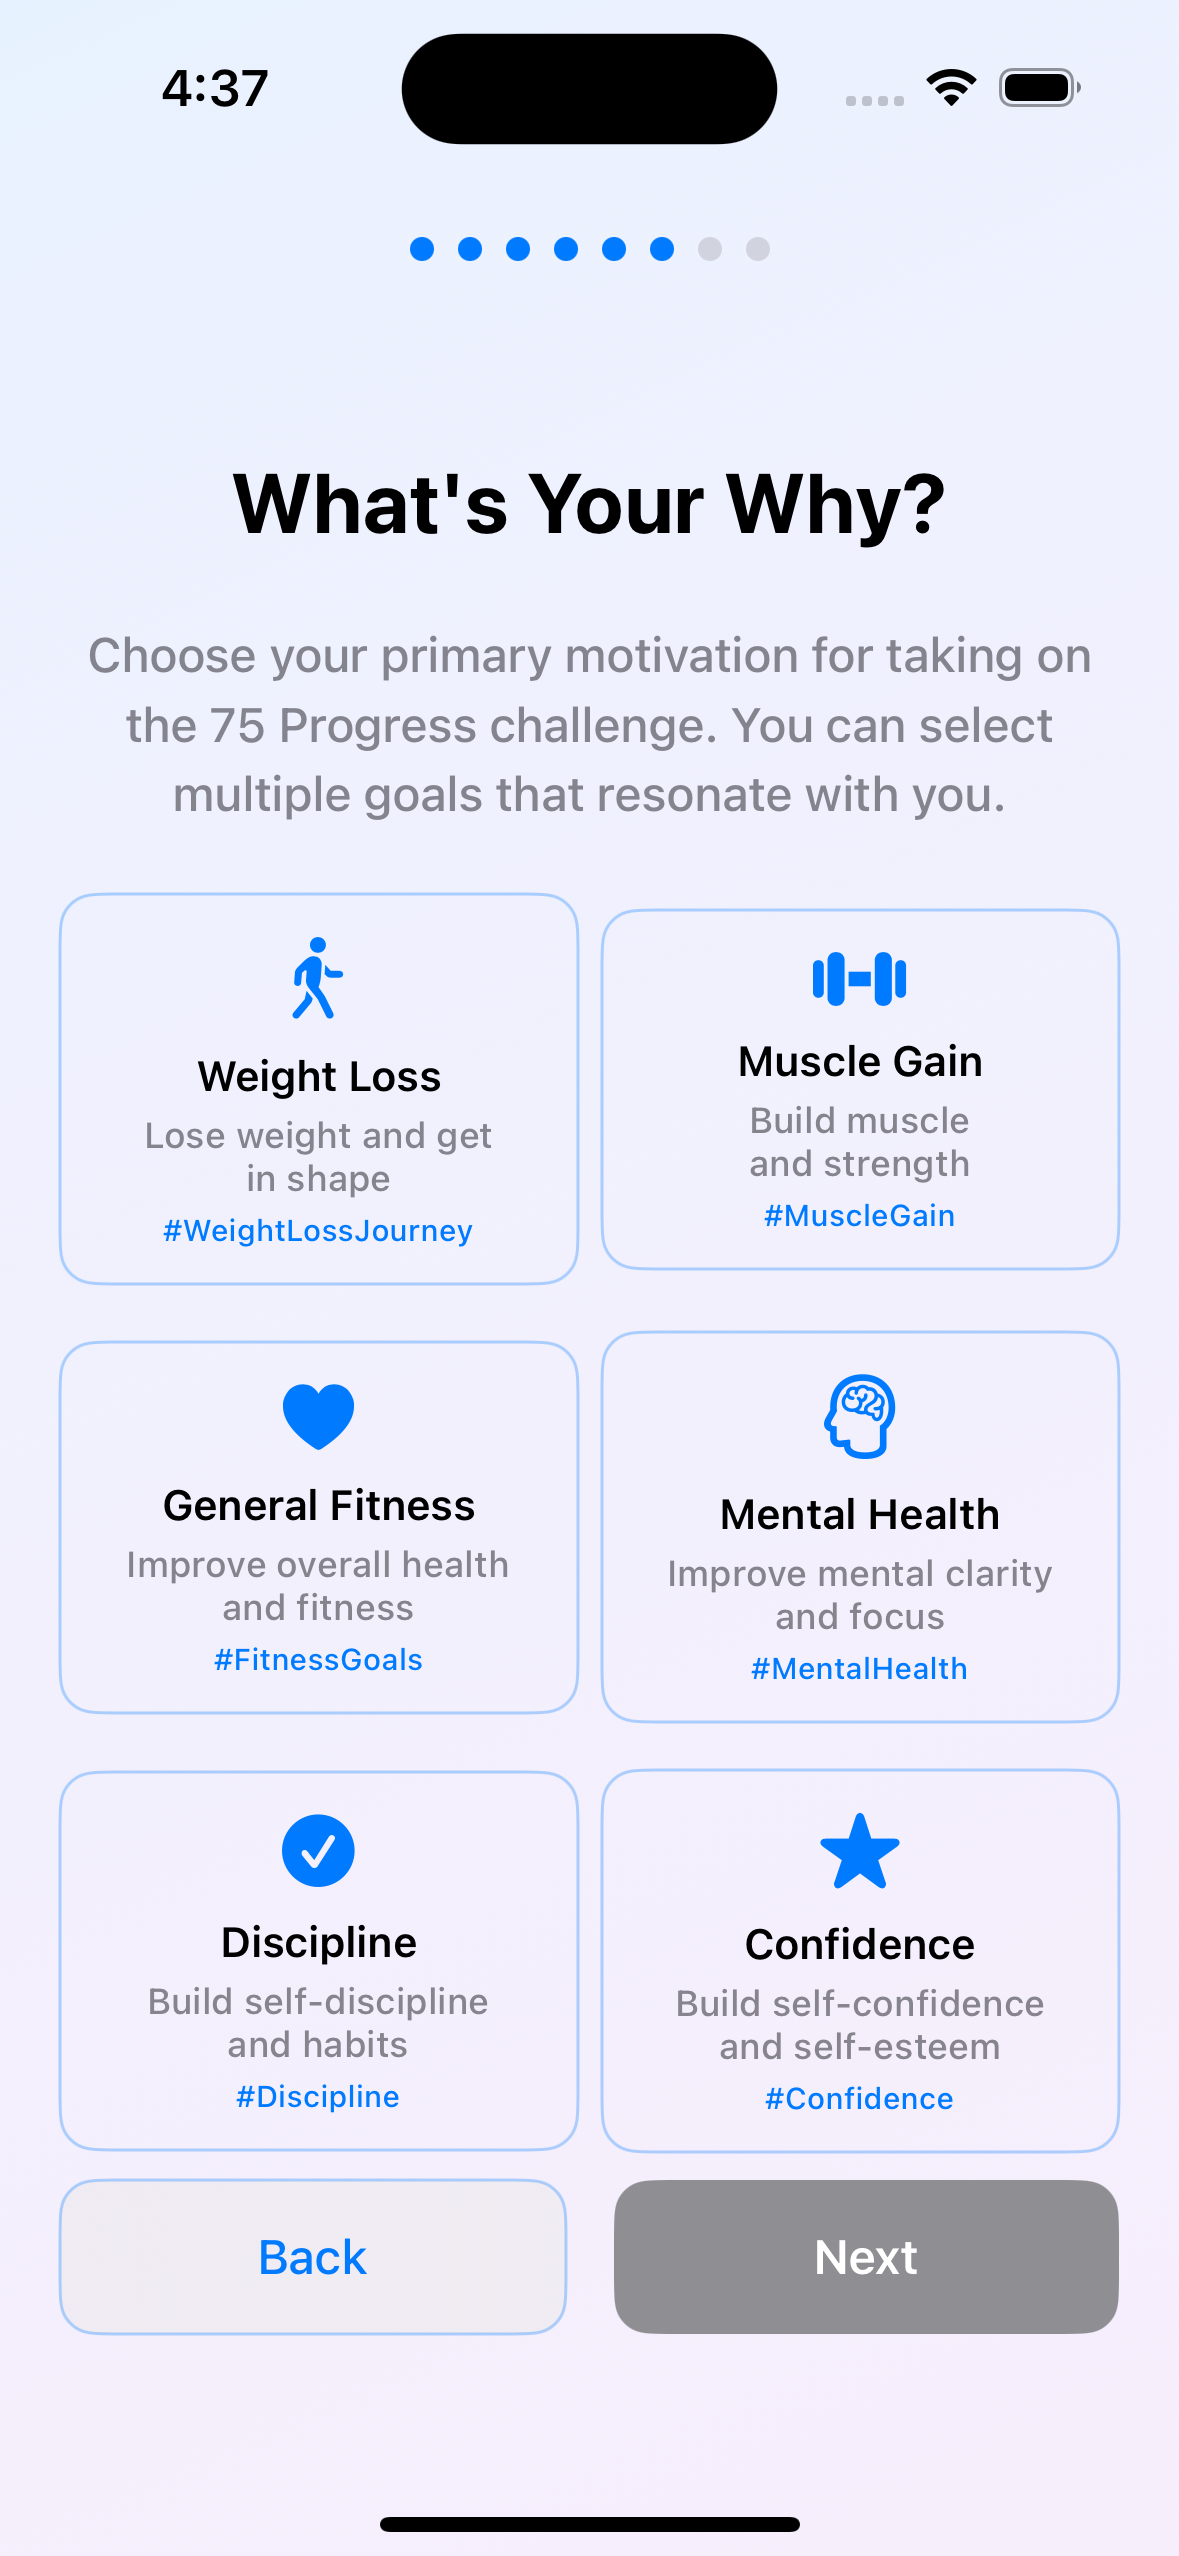 4:37
What's Your Why?
Choose your primary motivation for taking on
the 75 Progress challenge. You can select
multiple goals that resonate with you.
Weight Loss
Lose weight and get
in shape
#WeightLossJourney
Muscle Gain
Build muscle
and strength
#MuscleGain
General Fitness
Improve overall health
and fitness
#FitnessGoals
Mental Health
Improve mental clarity
and focus
#MentalHealth
Discipline
Build self-discipline
and habits
#Discipline
Confidence
Build self-confidence
and self-esteem
#Confidence
Back
Next